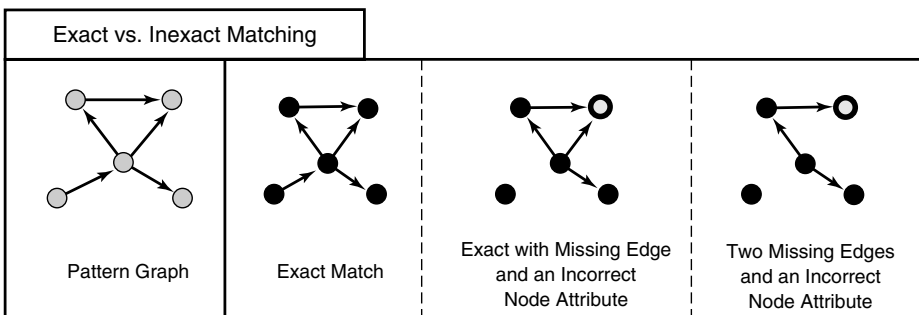 Exact vs. Inexact Matching
Pattern Graph
Exact Match
Exact with Missing Edge
and an Incorrect
Node Attribute
Two Missing Edges
and an Incorrect
Node Attribute